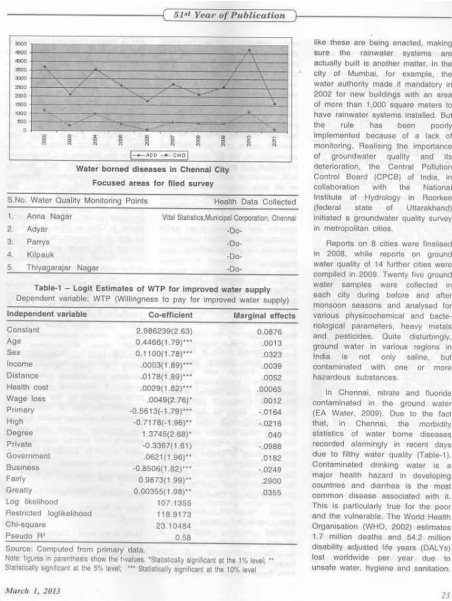 51st Year of Publication
5000
4500
4000
3500
3000
2500
2000
1500
1000
500
0
2002 2003 2004 2005 2006 2007 2008 2009 2010 2011
ADD CHD
Water borned diseases in Chennai City
Focused areas for filed survey
S.No. Water Quality Monitoring Points Health Data Collected
1. Anna Nagar Vital Statistics,Municipal Corporation, Chennai
2. Adyar -Do-
3. Parrys -Do-
4. Kilpauk -Do-
5. Thiyagarajar Nagar -Do-
Table-1 – Logit Estimates of WTP for improved water supply
Dependent variable: WTP (Willingness to pay for improved water supply)
Independent variable Co-efficient Marginal effects
Constant 2.986239(2.63) 0.0876
Age 0.4466(1.79)*** .0013
Sex 0.1100(1.78)*** .0323
Income .0003(1.89)*** .0039
Distance .0178(1.89)*** .0052
Health cost .0029(1.82)*** .00065
Wage loss .0049(2.76)* .0012
Primary -0.5613(-1.79)*** -.0164
High -0.7178(-1.96)** -.0216
Degree 1.3745(2.68)* .040
Private -0.3367(1.61) -.0988
Government .0621(1.96)** .0182
Business -0.8506(1.82)*** -.0249
Fairly 0.9873(1.99)** .2900
Greatly 0.00355(1.98)** .0355
Log likelihood 107.1355
Restricted loglikelihood 118.9173
Chi-square 23.10484
Pseudo R² 0.58
Source: Computed from primary data.
Note: figures in parenthesis show the t-values. *Statistically significant at the 1% level; **
Statistically significant at the 5% level; *** Statistically significant at the 10% level
like these are being enacted, making
sure the rainwater systems are
actually built is another matter. In the
city of Mumbai, for example, the
water authority made it mandatory in
2002 for new buildings with an area
of more than 1,000 square meters to
have rainwater systems installed. But
the rule has been poorly
implemented because of a lack of
monitoring. Realising the importance
of groundwater quality and its
deterioration, the Central Pollution
Control Board (CPCB) of India, in
collaboration with the National
Institute of Hydrology in Roorkee
(federal state of Uttarakhand)
initiated a groundwater quality survey
in metropolitan cities.
Reports on 8 cities were finalised
in 2008, while reports on ground
water quality of 14 further cities were
compiled in 2009. Twenty five ground
water samples were collected in
each city during before and after
monsoon seasons and analysed for
various physicochemical and bacte-
riological parameters, heavy metals
and pesticides. Quite disturbingly,
ground water in various regions in
India is not only saline, but
contaminated with one or more
hazardous substances.
In Chennai, nitrate and fluoride
contaminated in the ground water
(EA Water, 2009). Due to the fact
that, in Chennai, the morbidity
statistics of water borne diseases
recorded alarmingly in recent days
due to filthy water quality (Table-1).
Contaminated drinking water is a
major health hazard in developing
countries and diarrhea is the most
common disease associated with it.
This is particularly true for the poor
and the vulnerable. The World Health
Organisation (WHO, 2002) estimates
1.7 million deaths and 54.2 million
disability adjusted life years (DALYs)
lost worldwide per year due to
unsafe water, hygiene and sanitation.
March 1, 2013
23